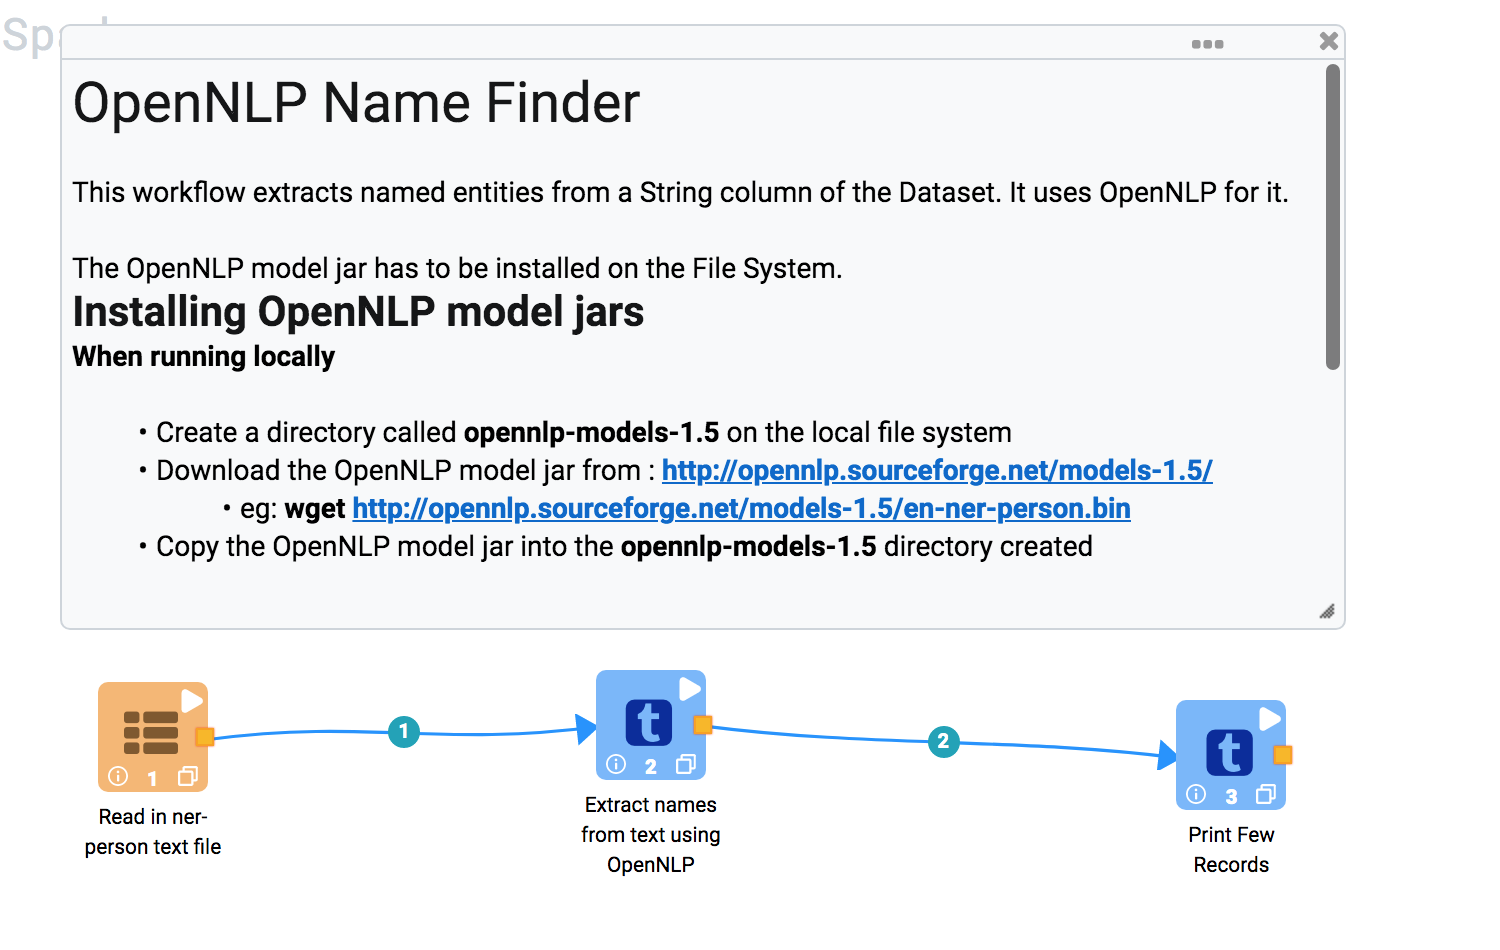 OpenNLP Name Finder
This workflow extracts named entities from a String column of the Dataset. It uses OpenNLP for it.
The OpenNLP model jar has to be installed on the File System.
Installing OpenNLP model jars
When running locally
• Create a directory called opennlp-models-1.5 on the local file system
• Download the OpenNLP model jar from : http://opennlp.sourceforge.net/models-1.5/
• eg: wget http://opennlp.sourceforge.net/models-1.5/en-ner-person.bin
• Copy the OpenNLP model jar into the opennlp-models-1.5 directory created
1
t
2
t
1
2
3
Read in ner-
person text file
Extract names
from text using
OpenNLP
Print Few
Records